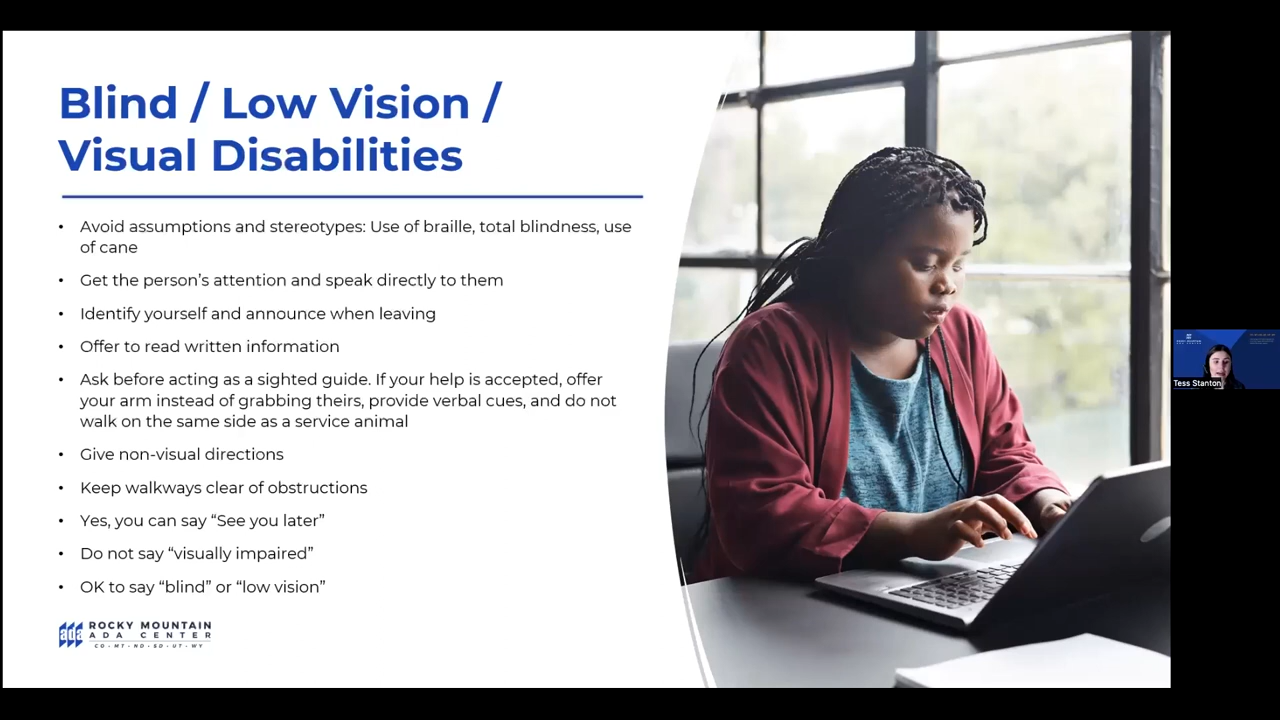 Blind / Low Vision /
Visual Disabilities
• Avoid assumptions and stereotypes: Use of braille, total blindness, use
of cane
• Get the person’s attention and speak directly to them
• Identify yourself and announce when leaving
• Offer to read written information
• Ask before acting as a sighted guide. If your help is accepted, offer
your arm instead of grabbing theirs, provide verbal cues, and do not
walk on the same side as a service animal
• Give non-visual directions
• Keep walkways clear of obstructions
• Yes, you can say “See you later”
• Do not say “visually impaired”
• OK to say “blind” or “low vision”
ada
ROCKY MOUNTAIN
ADA CENTER
CO • MT • ND • SD • UT • WY
Tess Stanton